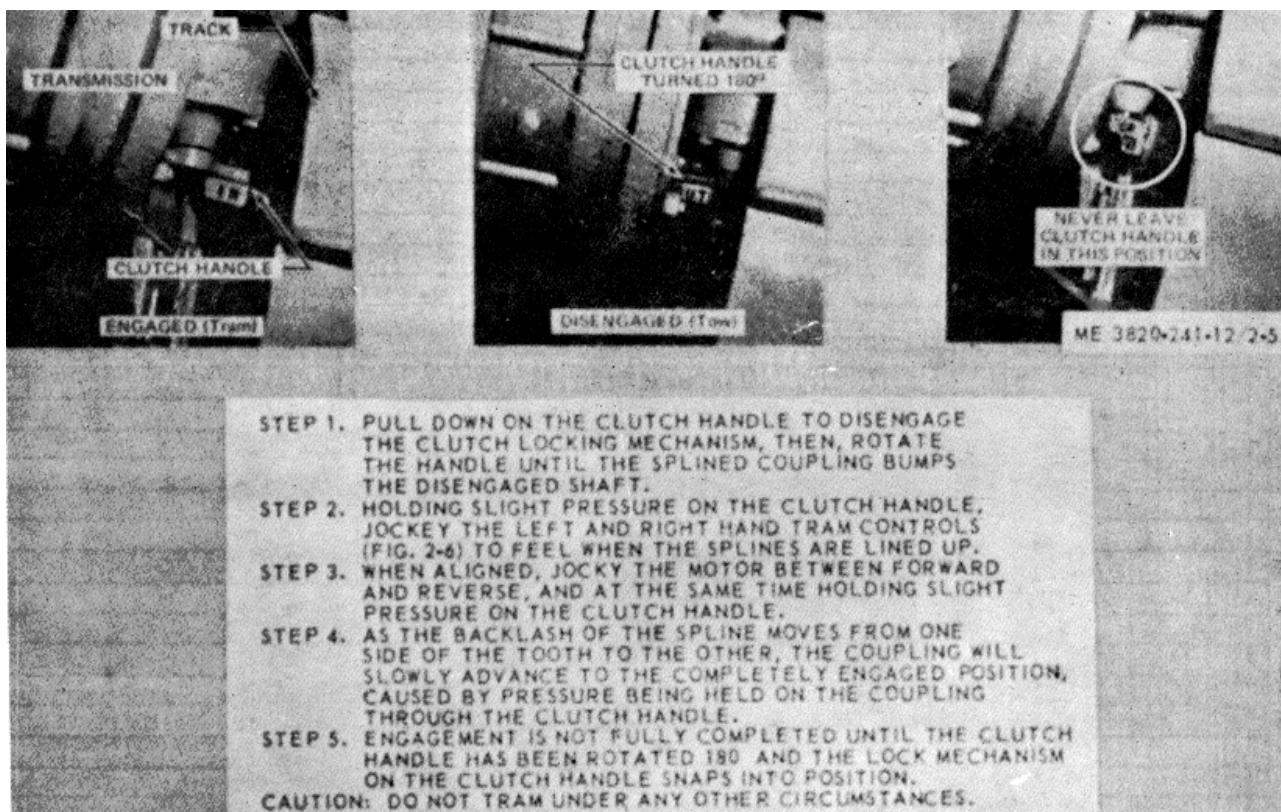 TRACK
TRANSMISSION
IN
CLUTCH HANDLE
ENGAGED (Tram)
CLUTCH HANDLE
TURNED 180º
OUT
DISENGAGED (Tow)
NEVER LEAVE
CLUTCH HANDLE
IN THIS POSITION
ME 3820-241-12/2-5
STEP 1. PULL DOWN ON THE CLUTCH HANDLE TO DISENGAGE
THE CLUTCH LOCKING MECHANISM, THEN, ROTATE
THE HANDLE UNTIL THE SPLINED COUPLING BUMPS
THE DISENGAGED SHAFT.
STEP 2. HOLDING SLIGHT PRESSURE ON THE CLUTCH HANDLE,
JOCKEY THE LEFT AND RIGHT HAND TRAM CONTROLS
(FIG. 2-6) TO FEEL WHEN THE SPLINES ARE LINED UP.
STEP 3. WHEN ALIGNED, JOCKY THE MOTOR BETWEEN FORWARD
AND REVERSE, AND AT THE SAME TIME HOLDING SLIGHT
PRESSURE ON THE CLUTCH HANDLE.
STEP 4. AS THE BACKLASH OF THE SPLINE MOVES FROM ONE
SIDE OF THE TOOTH TO THE OTHER, THE COUPLING WILL
SLOWLY ADVANCE TO THE COMPLETELY ENGAGED POSITION,
CAUSED BY PRESSURE BEING HELD ON THE COUPLING
THROUGH THE CLUTCH HANDLE.
STEP 5. ENGAGEMENT IS NOT FULLY COMPLETED UNTIL THE CLUTCH
HANDLE HAS BEEN ROTATED 180 AND THE LOCK MECHANISM
ON THE CLUTCH HANDLE SNAPS INTO POSITION.
CAUTION: DO NOT TRAM UNDER ANY OTHER CIRCUMSTANCES.